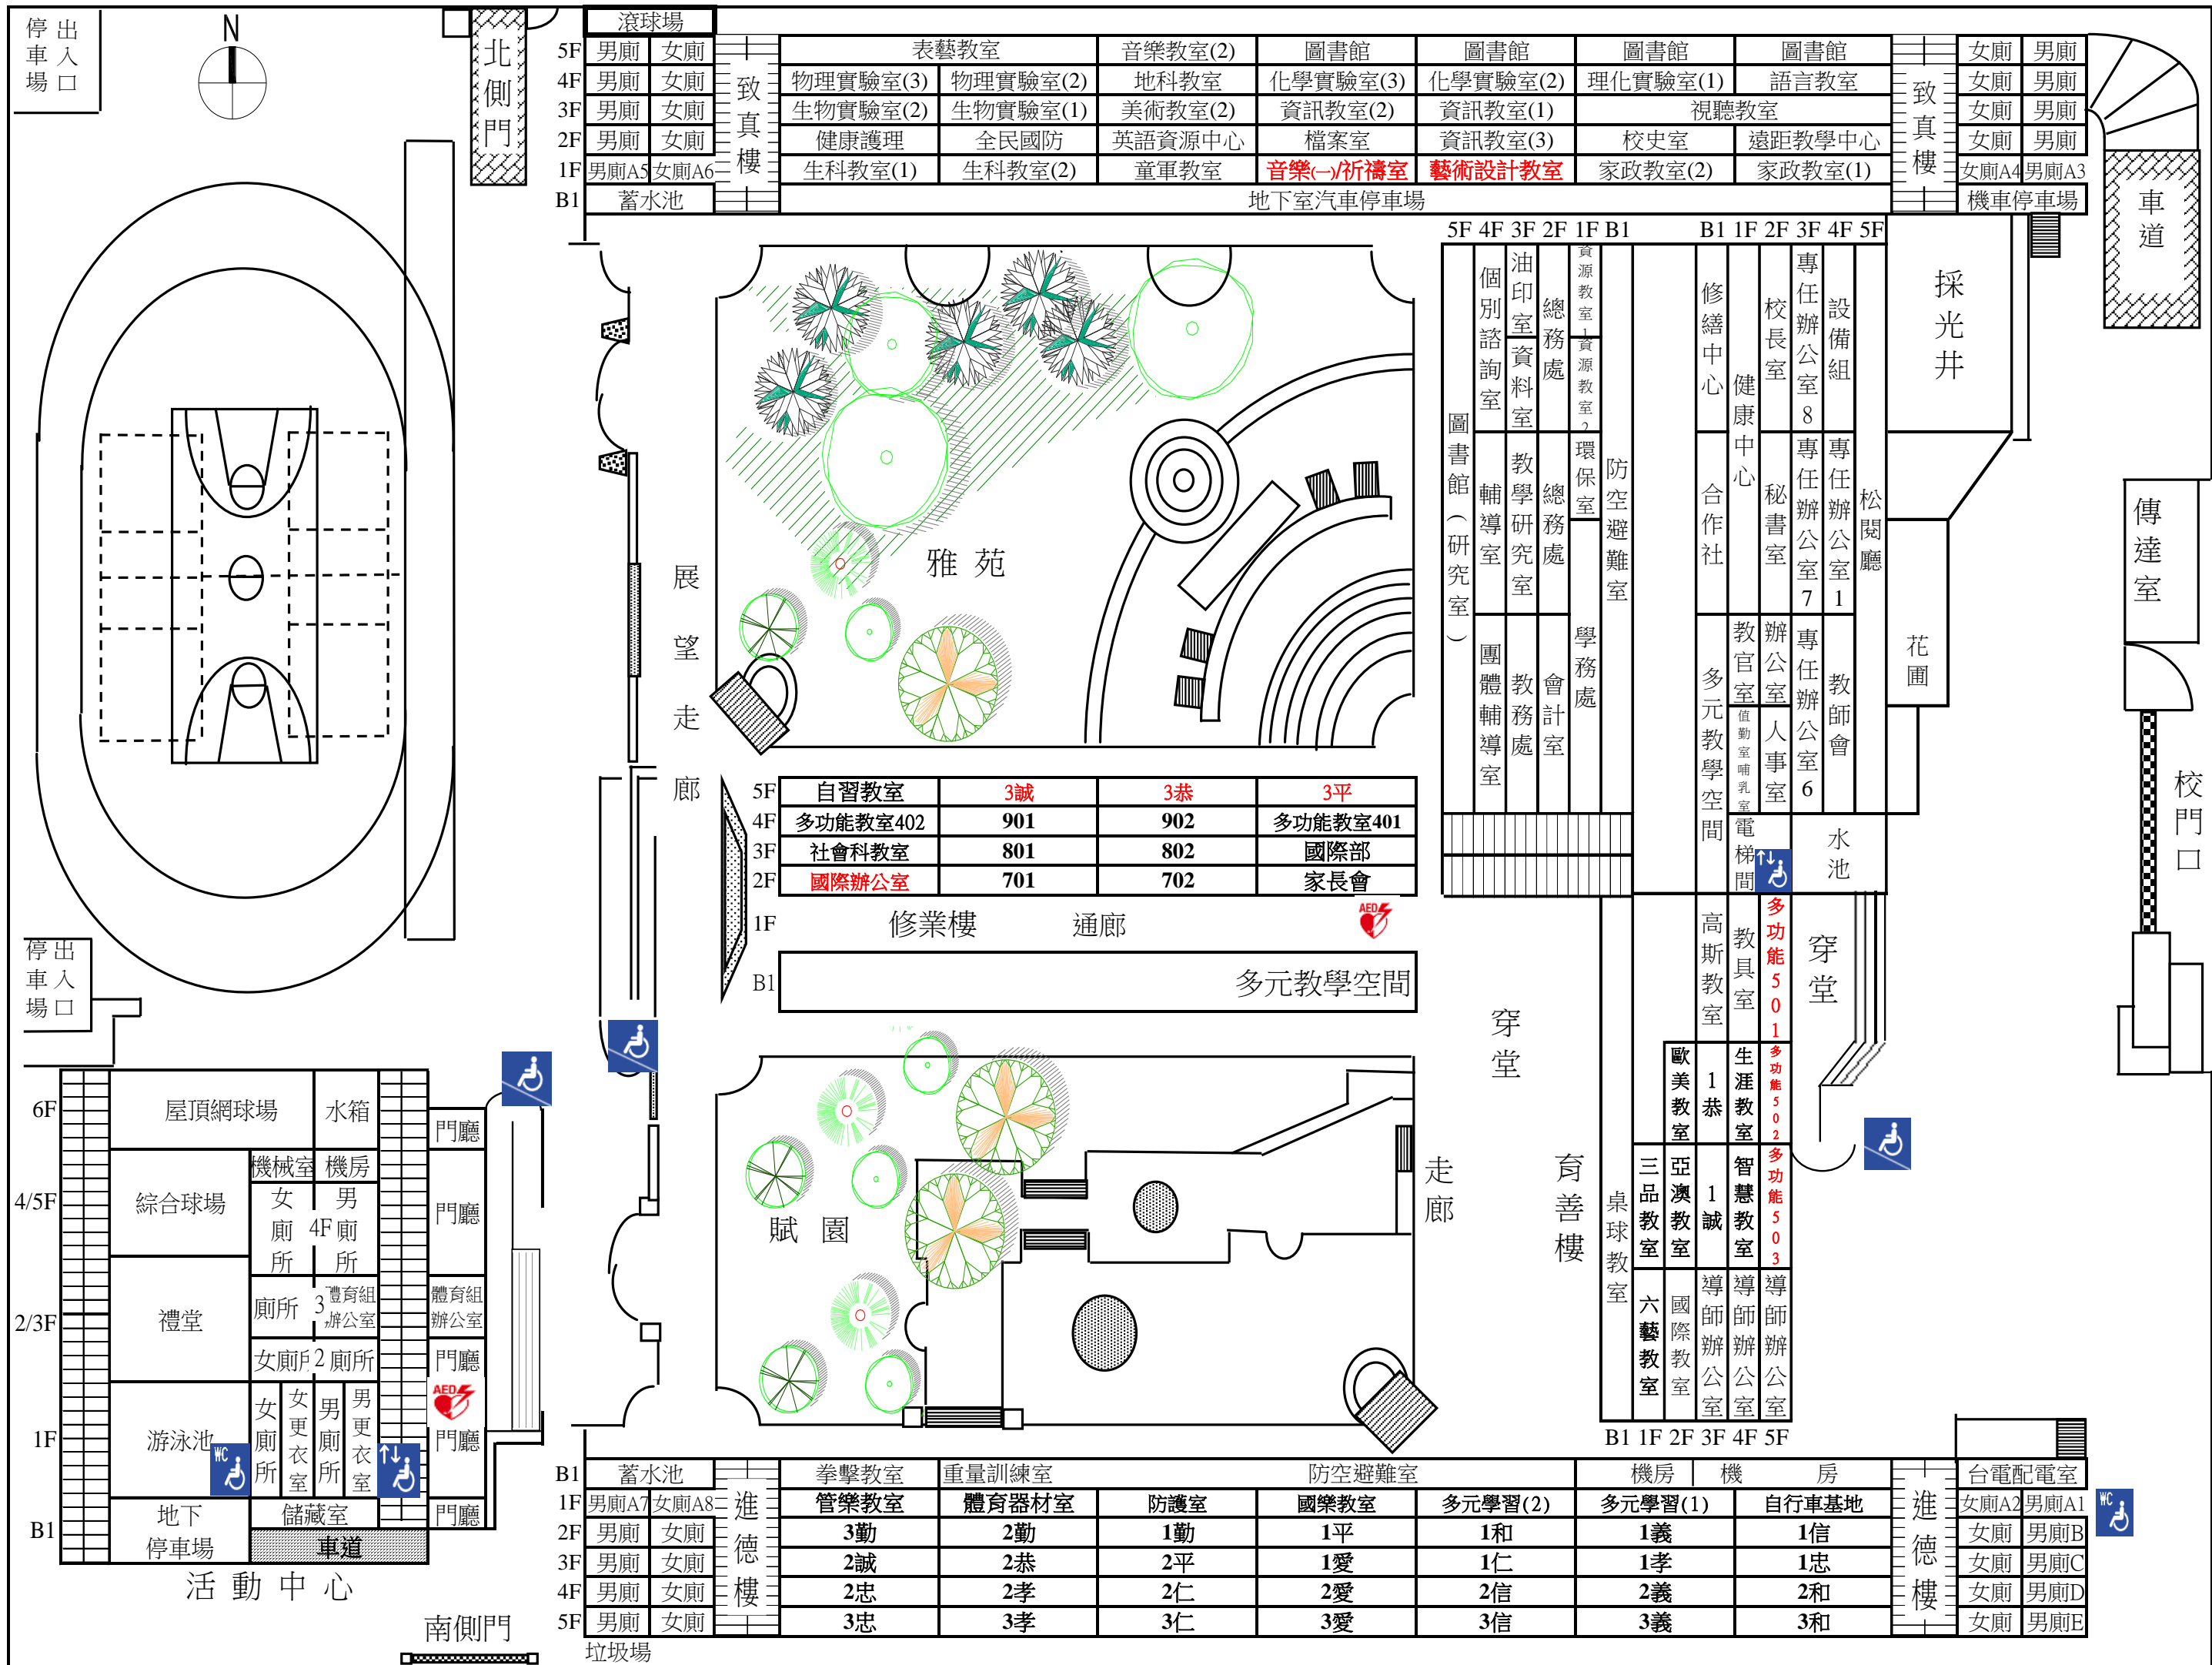 停車場 出入口
N
北側門
滾球場
5F 男廁 女廁 表藝教室 音樂教室(2) 圖書館 圖書館 圖書館 圖書館 女廁 男廁
4F 男廁 女廁 物理實驗室(3) 物理實驗室(2) 地科教室 化學實驗室(3) 化學實驗室(2) 理化實驗室(1) 語言教室 女廁 男廁
3F 男廁 女廁 生物實驗室(2) 生物實驗室(1) 美術教室(2) 資訊教室(2) 資訊教室(1) 視聽教室 女廁 男廁
2F 男廁 女廁 健康護理 全民國防 英語資源中心 檔案室 資訊教室(3) 校史室 遠距教學中心 女廁 男廁
1F 男廁A5 女廁A6 生科教室(1) 生科教室(2) 童軍教室 音樂(一)/祈禱室 藝術設計教室 家政教室(2) 家政教室(1) 女廁A4 男廁A3
B1 蓄水池 地下室汽車停車場 機車停車場
致真樓
致真樓
車道
5F 4F 3F 2F 1F B1
B1 1F 2F 3F 4F 5F
圖書館(研究室)
個別諮詢室
輔導室
團體輔導室
油印室
資料室
教學研究室
教務處
總務處
總務處
會計室
資源教室1
資源教室2
環保室
學務處
防空避難室
修繕中心
合作社
多元教學空間
健康中心
教官室
值勤室哺乳室
電梯間
校長室
秘書室
辦公室
人事室
專任辦公室8
專任辦公室7
專任辦公室6
設備組
專任辦公室1
教師會
松閱廳
採光井
花圃
水池
傳達室
校門口
雅苑
展望走廊
5F 自習教室 3誠 3恭 3平
4F 多功能教室402 901 902 多功能教室401
3F 社會科教室 801 802 國際部
2F 國際辦公室 701 702 家長會
1F 修業樓 通廊 AED
B1 多元教學空間
穿堂
穿堂
高斯教室
教具室
多功能501
歐美教室
1恭
生涯教室
多功能502
三品教室
亞澳教室
1誠
智慧教室
多功能503
桌球教室
六藝教室
國際教室
導師辦公室
導師辦公室
導師辦公室
B1 1F 2F 3F 4F 5F
育善樓
走廊
賦園
停車場 出入口
6F 屋頂網球場 水箱 門廳
4/5F 綜合球場 機械室 機房 女廁所 4F 男廁所 門廳
2/3F 禮堂 廁所 3 體育組辦公室 體育組辦公室
女廁所 2 廁所 門廳
AED
1F 游泳池 女廁所 女更衣室 男廁所 男更衣室 門廳
WC
B1 地下停車場 儲藏室 門廳
車道
活動中心
南側門
B1 蓄水池 拳擊教室 重量訓練室 防空避難室 機房 機房 台電配電室
1F 男廁A7 女廁A8 管樂教室 體育器材室 防護室 國樂教室 多元學習(2) 多元學習(1) 自行車基地 女廁A2 男廁A1
WC
2F 男廁 女廁 3勤 2勤 1勤 1平 1和 1義 1信 女廁 男廁B
3F 男廁 女廁 2誠 2恭 2平 1愛 1仁 1孝 1忠 女廁 男廁C
4F 男廁 女廁 2忠 2孝 2仁 2愛 2信 2義 2和 女廁 男廁D
5F 男廁 女廁 3忠 3孝 3仁 3愛 3信 3義 3和 女廁 男廁E
進德樓
進德樓
垃圾場